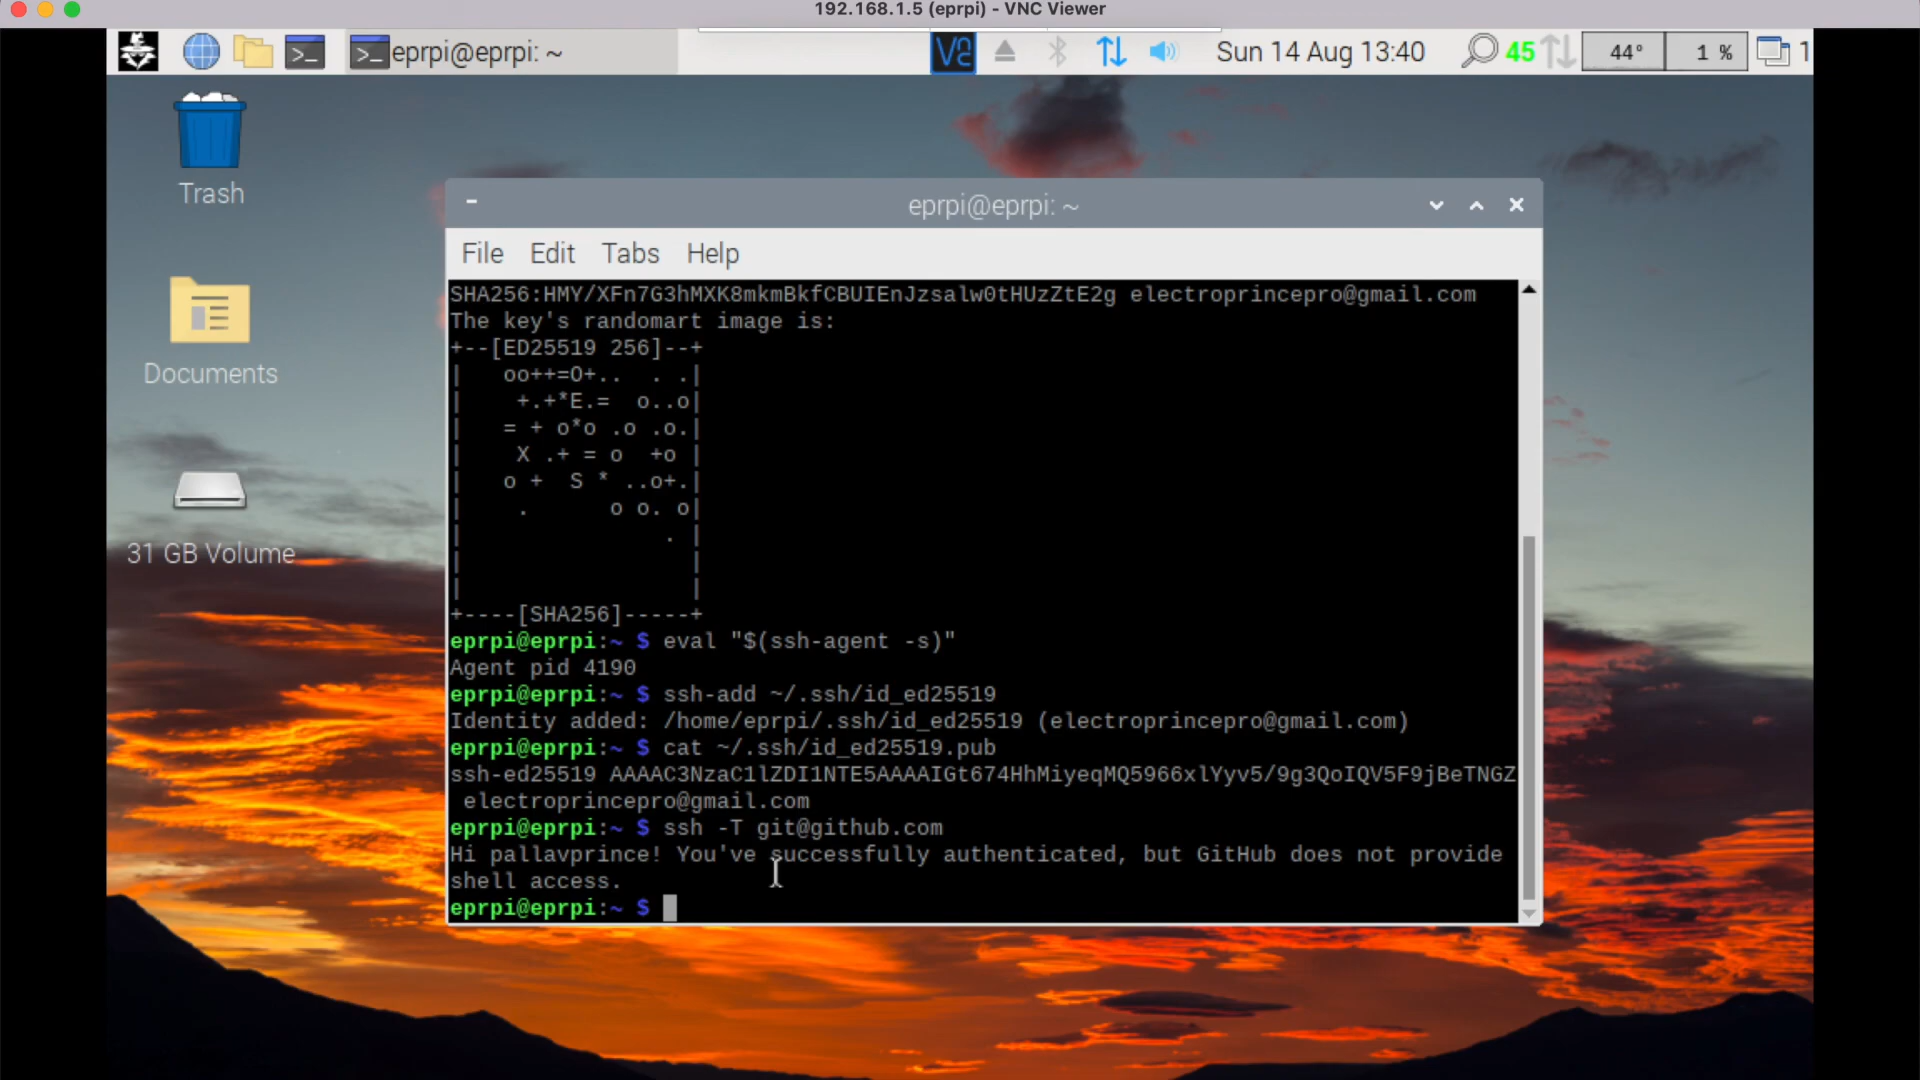 192.168.1.5 (eprpi) - VNC Viewer
eprpi@eprpi: ~
Sun 14 Aug 13:40
45
44°
1 %
1
Trash
Documents
31 GB Volume
eprpi@eprpi: ~
File Edit Tabs Help
SHA256:HMY/XFn7G3hMXK8mkmBkfCBUIEnJzsalw0tHUzZtE2g electroprincepro@gmail.com
The key's randomart image is:
+--[ED25519 256]--+
|   oo++=O+..  . .|
|    +.+*E.=  o..o|
|   = + o*o .o .o.|
|    X .+ = o  +o |
|   o +  S * ..o+.|
|    .      o o. o|
|               . |
|                 |
|                 |
+----[SHA256]-----+
eprpi@eprpi:~ $ eval "$(ssh-agent -s)"
Agent pid 4190
eprpi@eprpi:~ $ ssh-add ~/.ssh/id_ed25519
Identity added: /home/eprpi/.ssh/id_ed25519 (electroprincepro@gmail.com)
eprpi@eprpi:~ $ cat ~/.ssh/id_ed25519.pub
ssh-ed25519 AAAAC3NzaC1lZDI1NTE5AAAAIGt674HhMiyeqMQ5966xlYyv5/9g3QoIQV5F9jBeTNGZ
electroprincepro@gmail.com
eprpi@eprpi:~ $ ssh -T git@github.com
Hi pallavprince! You've successfully authenticated, but GitHub does not provide
shell access.
eprpi@eprpi:~ $